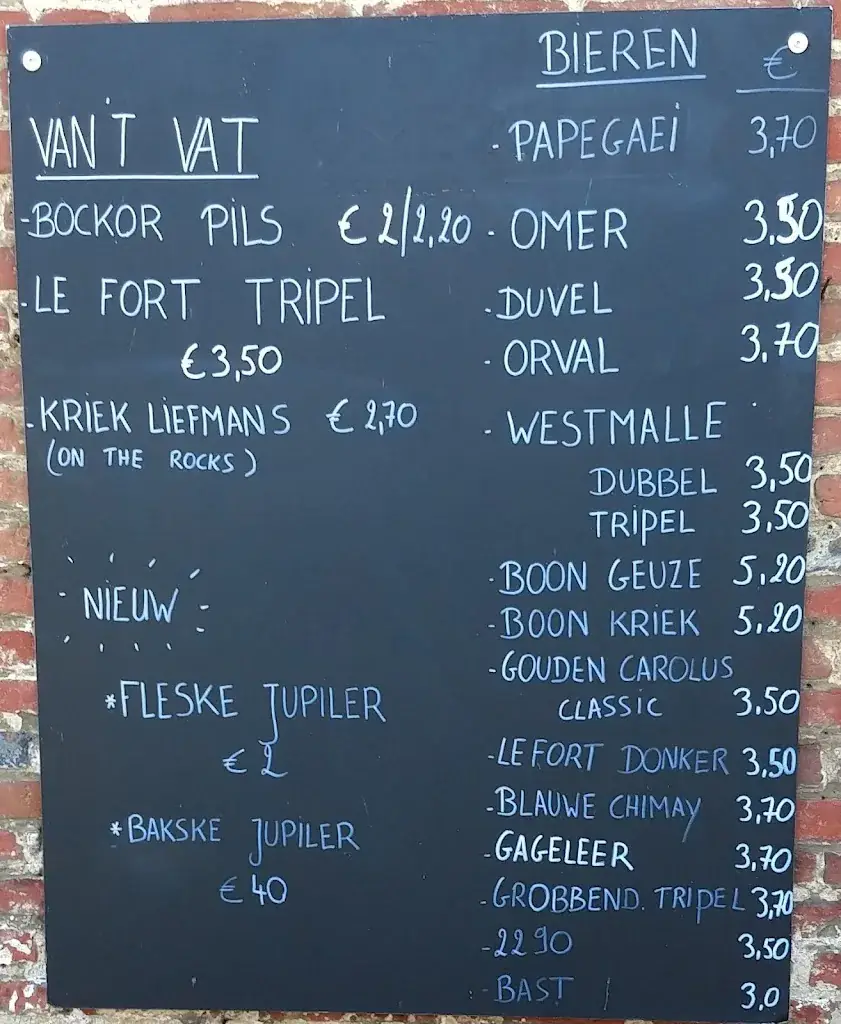 VAN'T VAT
-BOCKOR PILS € 2/2,20
-LE FORT TRIPEL
€3,50
-KRIEK LIEFMANS € 2,70
(ON THE ROCKS)
NIEUW
*FLESKE JUPILER
€ 2
*BAKSKE JUPILER
€ 40
BIEREN €
-PAPEGAEI 3,70
-OMER 3,50
-DUVEL 3,50
-ORVAL 3,70
-WESTMALLE
DUBBEL 3,50
TRIPEL 3,50
-BOON GEUZE 5,20
-BOON KRIEK 5,20
-GOUDEN CAROLUS
CLASSIC 3,50
-LE FORT DONKER 3,50
-BLAUWE CHIMAY 3,70
-GAGELEER 3,70
-GROBBEND. TRIPEL 3,70
-2290 3,50
-BAST 3,0